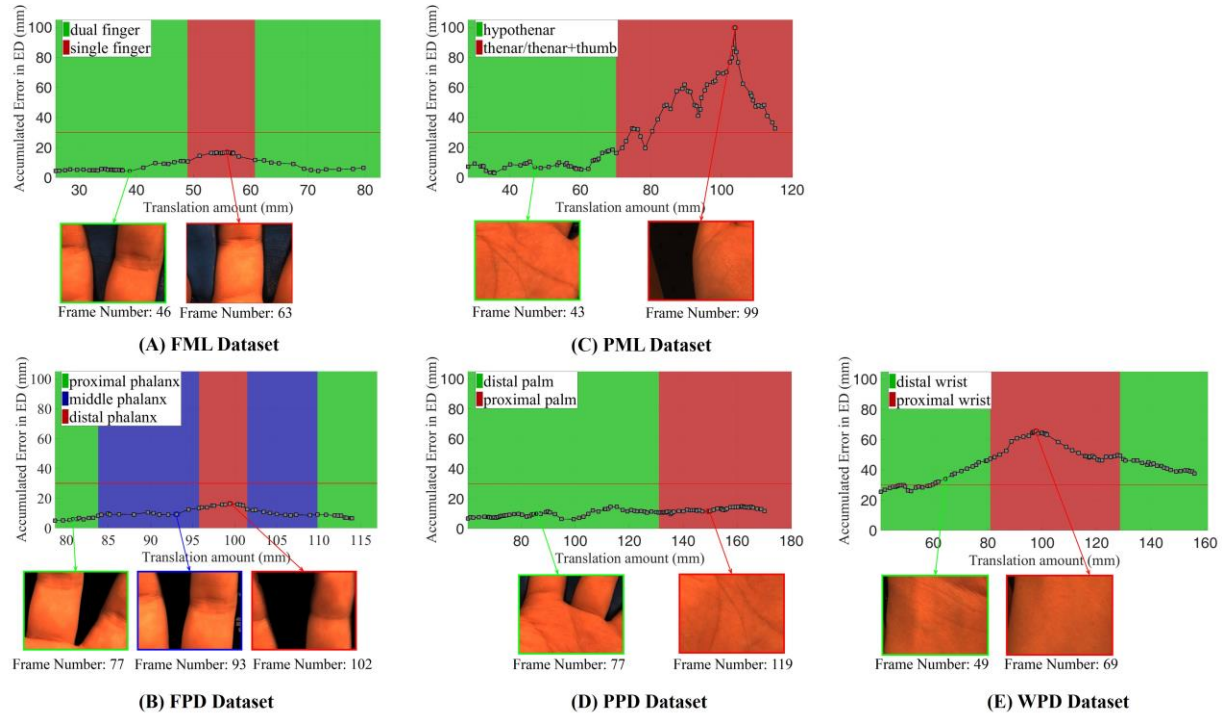 Accumulated Error in ED (mm)
100
80
60
40
20
0
dual finger
single finger
30
40
50
60
70
80
Translation amount (mm)
Frame Number: 46
Frame Number: 63
(A) FML Dataset
Accumulated Error in ED (mm)
100
80
60
40
20
0
hypothenar
thenar/thenar+thumb
40
60
80
100
120
Translation amount (mm)
Frame Number: 43
Frame Number: 99
(C) PML Dataset
Accumulated Error in ED (mm)
100
80
60
40
20
0
proximal phalanx
middle phalanx
distal phalanx
80
85
90
95
100
105
110
115
Translation amount (mm)
Frame Number: 77
Frame Number: 93
Frame Number: 102
(B) FPD Dataset
Accumulated Error in ED (mm)
100
80
60
40
20
0
distal palm
proximal palm
60
80
100
120
140
160
180
Translation amount (mm)
Frame Number: 77
Frame Number: 119
(D) PPD Dataset
Accumulated Error in ED (mm)
100
80
60
40
20
0
distal wrist
proximal wrist
60
80
100
120
140
160
Translation amount (mm)
Frame Number: 49
Frame Number: 69
(E) WPD Dataset